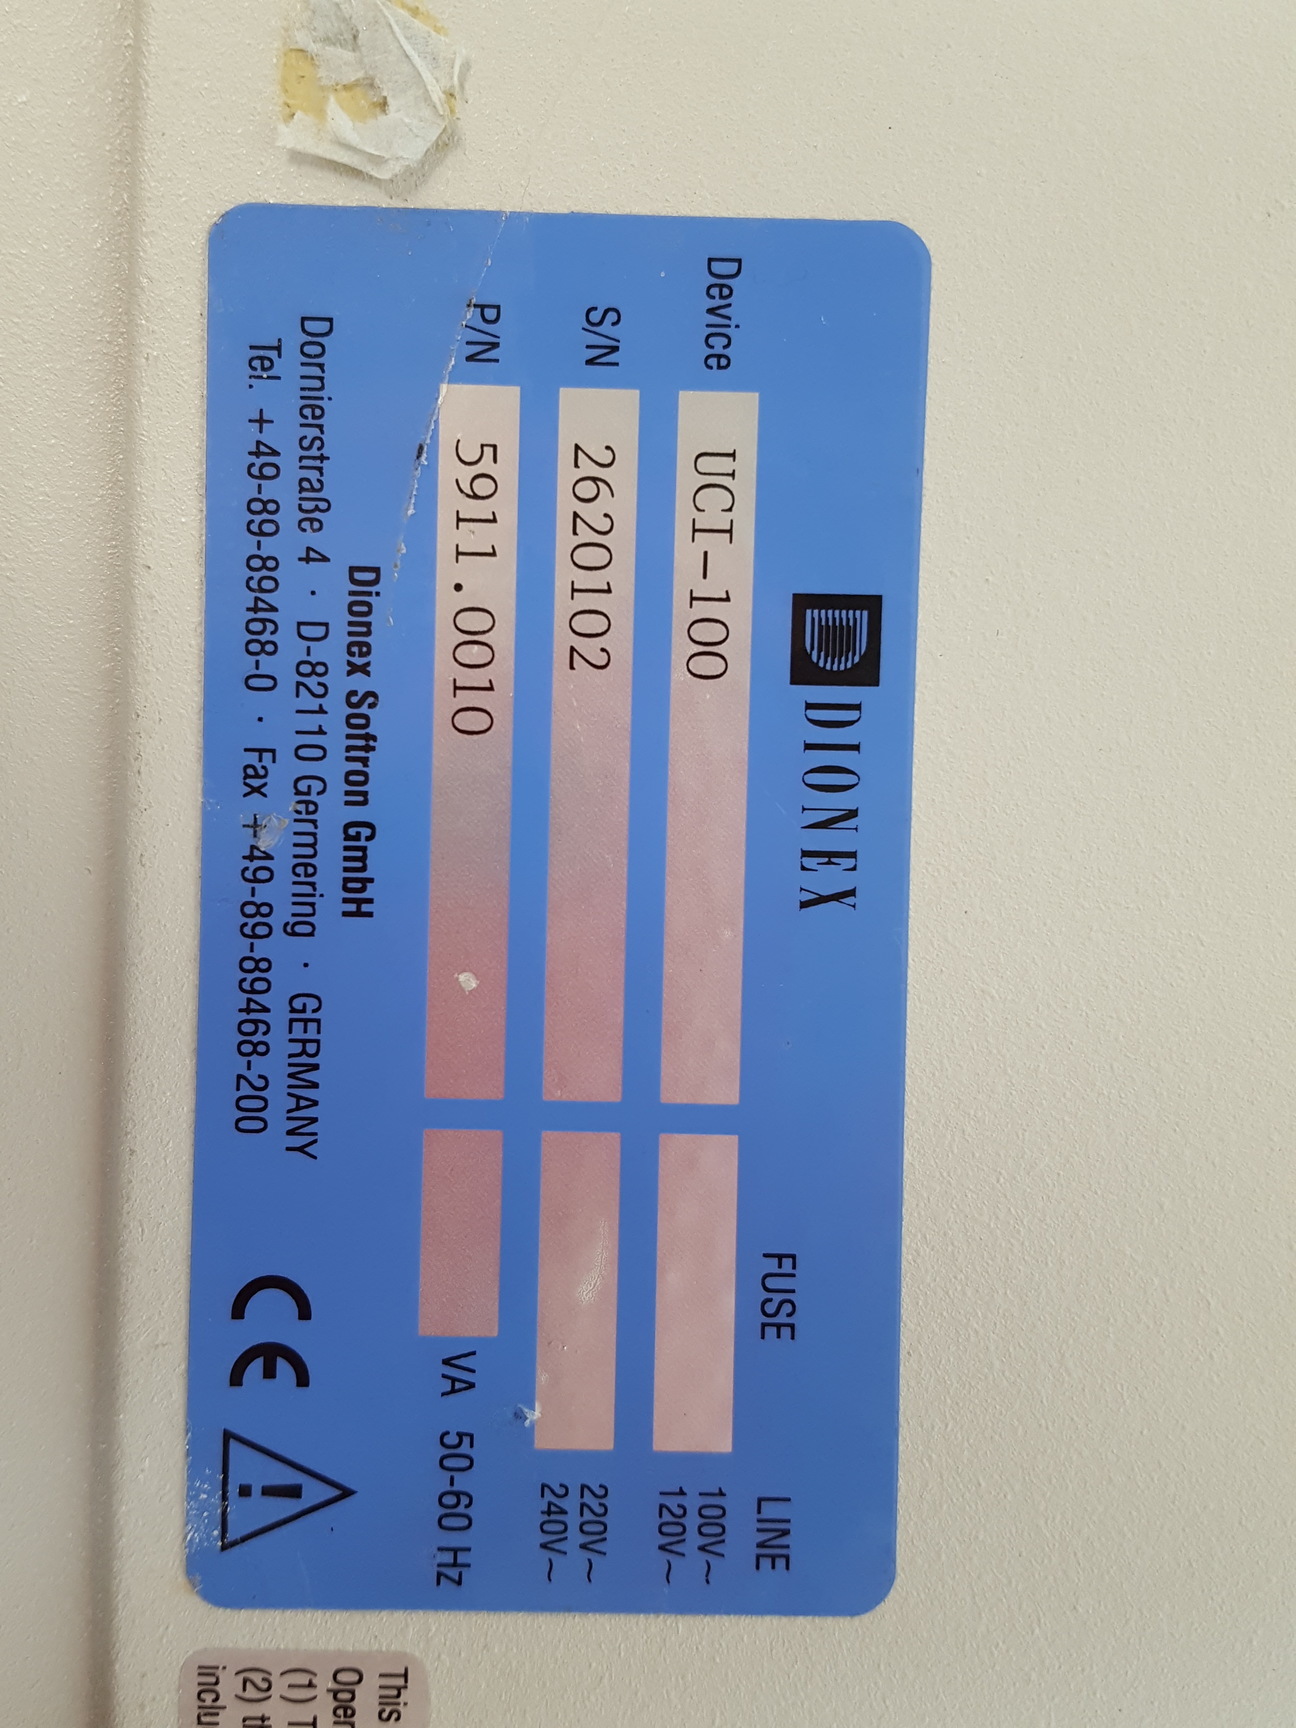 DIONEX
FUSE LINE
Device UCI-100 100V~
120V~
S/N 2620102 220V~
240V~
P/N 5911.0010 VA 50-60 Hz
Dionex Softron GmbH
Dornierstraße 4 · D-82110 Germering · GERMANY
Tel. +49-89-89468-0 · Fax +49-89-89468-200
CE
This
Oper
(1) T
(2) th
inclu